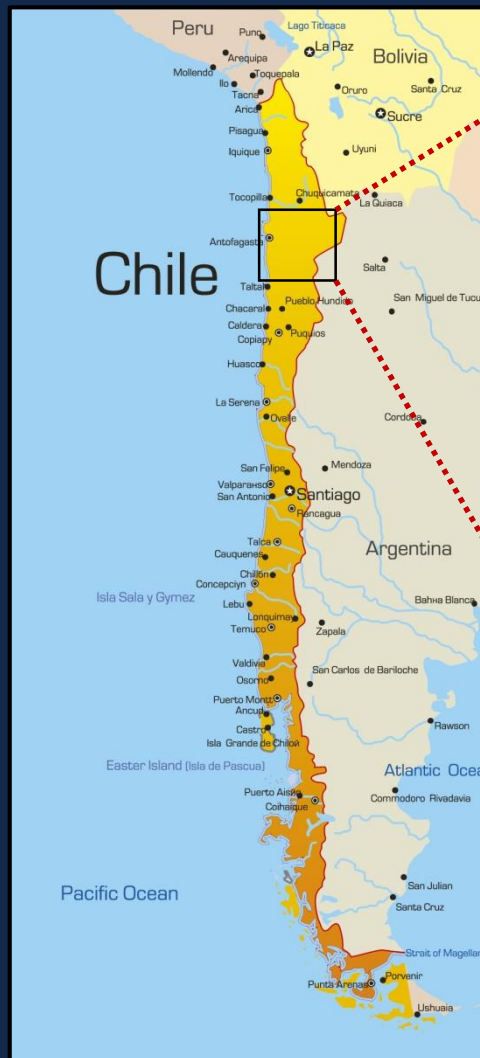 Peru
Puno
Lago Titicaca
La Paz
Bolivia
Arequipa
Mollendo
Toquepala
Ilo
Oruro
Santa Cruz
Tacna
Arica
Sucre
Pisagua
Iquique
Uyuni
Tocopilla
Chuquicamata
La Quiaca
Antofagasta
Chile
Salta
Taltal
Chacaral
Pueblo Hundido
San Miguel de Tucu
Caldera
Copiapy
Puquios
Huasco
La Serena
Ovalle
Cordoba
San Felipe
Mendoza
Valparaнso
San Antonio
Santiago
Rancagua
Talca
Cauquenes
Argentina
Chillőn
Concepciyn
Isla Sala y Gymez
Lebu
Lonquimay
Bahнa Blanca
Temuco
Zapala
Valdivia
San Carlos de Bariloche
Osorno
Puerto Montt
Ancud
Castro
Rawson
Isla Grande de Chiloй
Easter Island (Isla de Pascua)
Atlantic Ocea
Puerto Aisйn
Coihaique
Commodoro Rivadavia
Pacific Ocean
San Julian
Santa Cruz
Strait of Magellan
Punta Arenas
Porvenir
Ushuaia